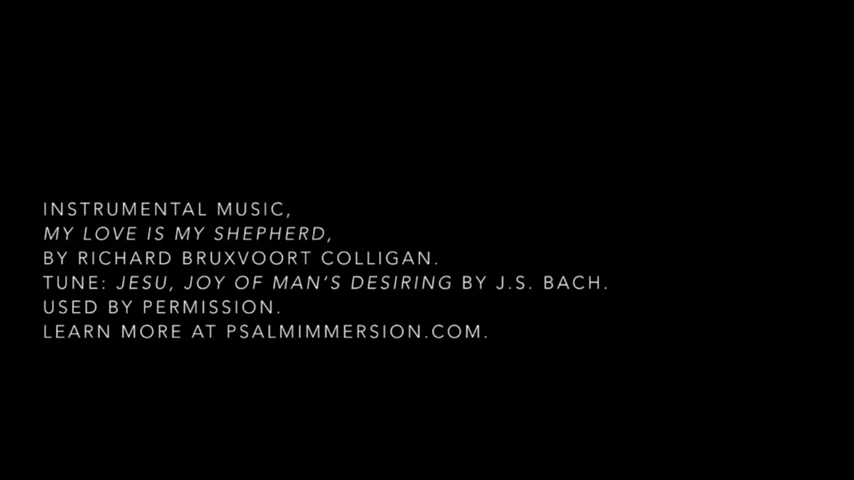 INSTRUMENTAL MUSIC,
MY LOVE IS MY SHEPHERD,
BY RICHARD BRUXVOORT COLLIGAN.
TUNE: JESU, JOY OF MAN'S DESIRING BY J.S. BACH.
USED BY PERMISSION.
LEARN MORE AT PSALMIMMERSION.COM.